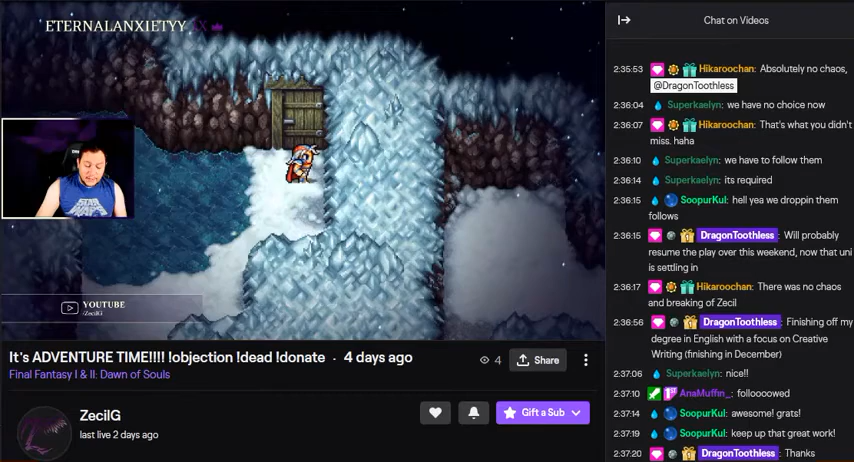 ETERNALANXIETYY
YOUTUBE
/ZecilG
It's ADVENTURE TIME!!!! !objection !dead !donate · 4 days ago
4
Share
Final Fantasy I & II: Dawn of Souls
ZecilG
last live 2 days ago
Gift a Sub
Chat on Videos
2:35:53 Hikaroochan: Absolutely no chaos,
@DragonToothless
2:36:04 Superkaelyn: we have no choice now
2:36:07 Hikaroochan: That's what you didn't
miss. haha
2:36:10 Superkaelyn: we have to follow them
2:36:14 Superkaelyn: its required
2:36:15 SoopurKul: hell yea we droppin them
follows
2:36:15 DragonToothless: Will probably
resume the play over this weekend, now that uni
is settling in
2:36:17 Hikaroochan: There was no chaos
and breaking of Zecil
2:36:56 DragonToothless: Finishing off my
degree in English with a focus on Creative
Writing (finishing in December)
2:37:06 Superkaelyn: nice!!
2:37:10 AnaMuffin_: folloooowed
2:37:14 SoopurKul: awesome! grats!
2:37:19 SoopurKul: keep up that great work!
2:37:20 DragonToothless: Thanks